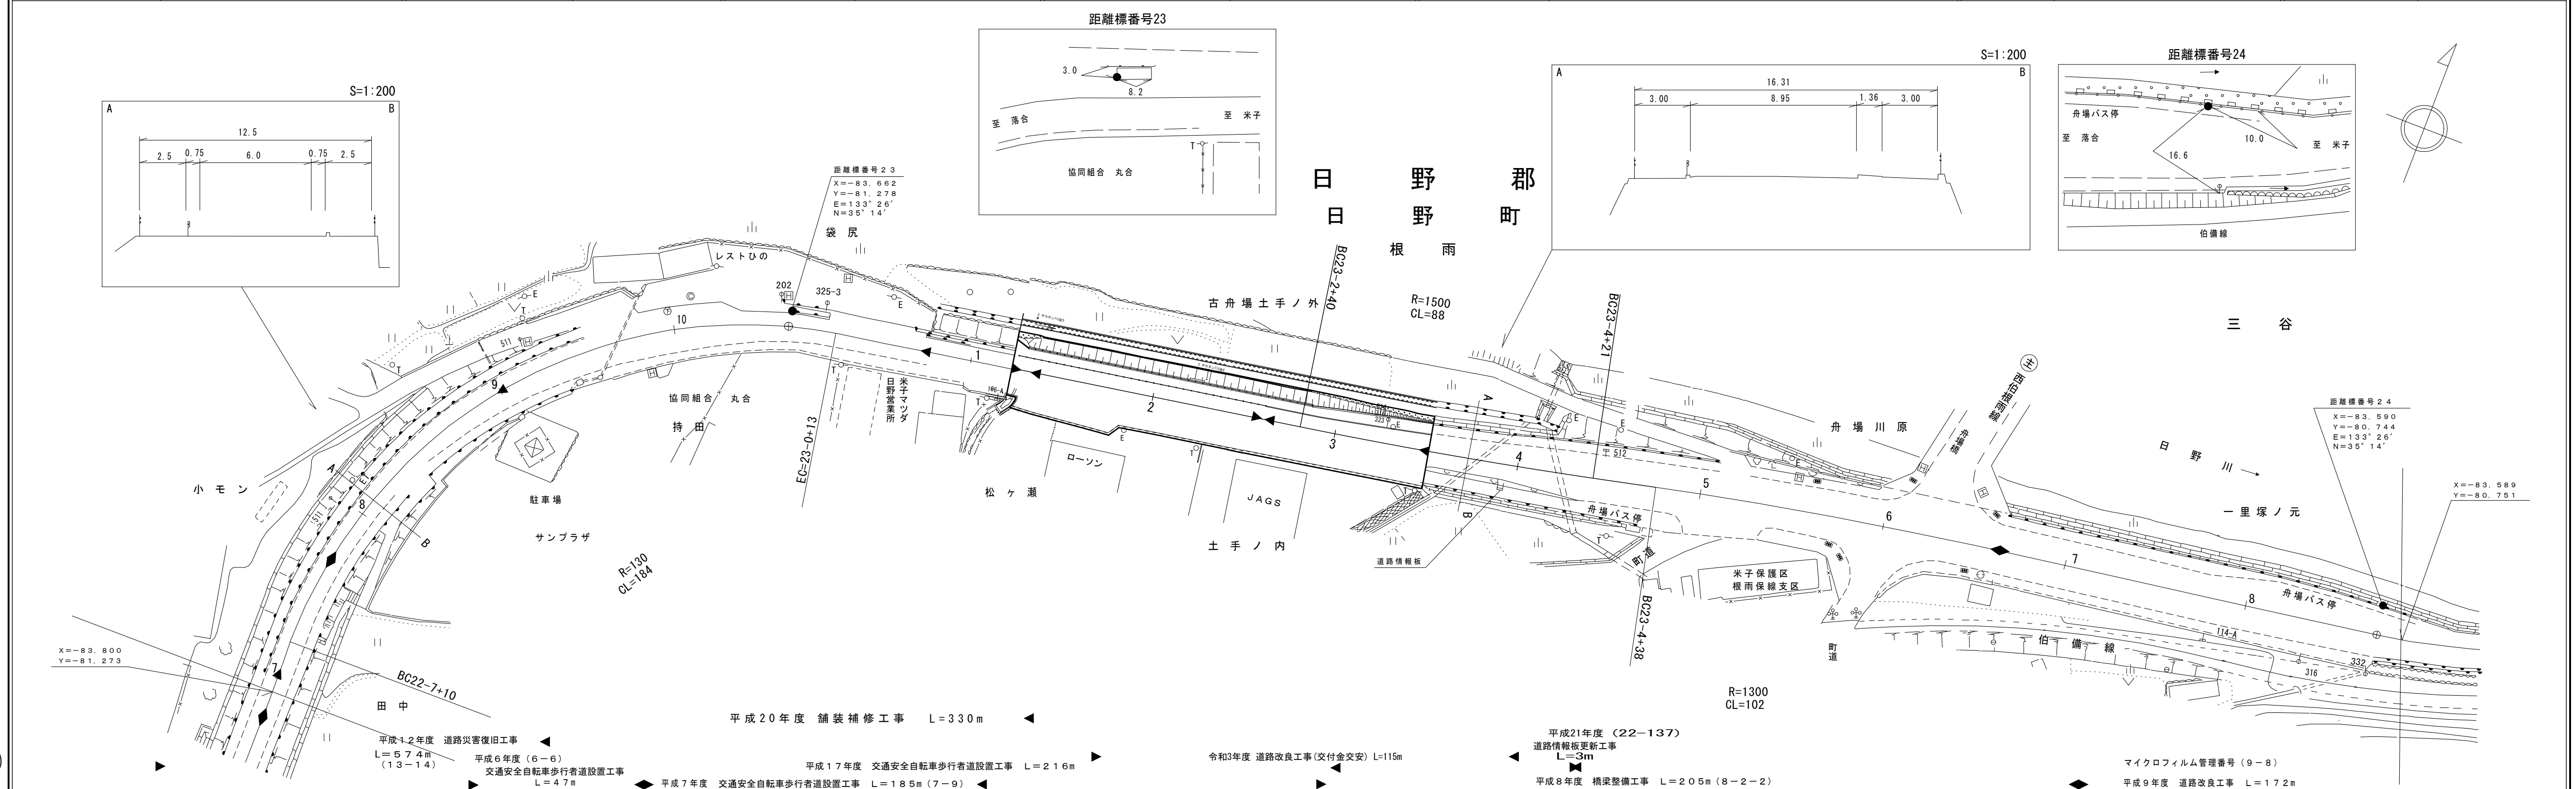 距離標番号23
3.0
8.2
至 落合
至 米子
T
協同組合 丸合
S=1:200
A
B
12.5
2.5
0.75
6.0
0.75
2.5
S=1:200
A
B
16.31
3.00
8.95
1.36
3.00
距離標番号24
舟場バス停
至 落合
10.0
至 米子
16.6
伯備線
日野郡
日野町
根雨
距離標番号23
X=-83, 662
Y=-81, 278
E=133°26′
N=35°14′
袋尻
レストひの
202
325-3
E
E
T
T
511
10
9
8
7
1
2
3
4
5
6
7
8
古舟場土手ノ外
BC23-2+40
R=1500
CL=88
BC23-4+21
三谷
主
西伯根雨線
舟場橋
舟場川原
日野川
一里塚ノ元
距離標番号24
X=-83, 590
Y=-80, 744
E=133°26′
N=35°14′
X=-83, 589
Y=-80, 751
協同組合 丸合
持田
EC=23-0+13
米子マツダ
日野営業所
106-A
T
T
E
ローソン
松ヶ瀬
T
JAGS
土手ノ内
323
E
A
B
E
E
512
E
舟場バス停
道路情報板
T
町道
米子保護区
根雨保線支区
BC23-4+38
町道
舟場バス停
伯備線
114-A
332
316
小モン
駐車場
サンプラザ
A
B
511
R=130
CL=184
X=-83, 800
Y=-81, 273
BC22-7+10
田中
R=1300
CL=102
平成20年度 舗装補修工事 L=330m
平成12年度 道路災害復旧工事
L=574m
(13-14)
平成6年度(6-6)
交通安全自転車歩行者道設置工事
L=47m
平成7年度 交通安全自転車歩行者道設置工事 L=185m(7-9)
平成17年度 交通安全自転車歩行者道設置工事 L=216m
令和3年度 道路改良工事(交付金交安) L=115m
平成21年度 (22-137)
道路情報板更新工事
L=3m
平成8年度 橋梁整備工事 L=205m(8-2-2)
マイクロフィルム管理番号(9-8)
平成9年度 道路改良工事 L=172m